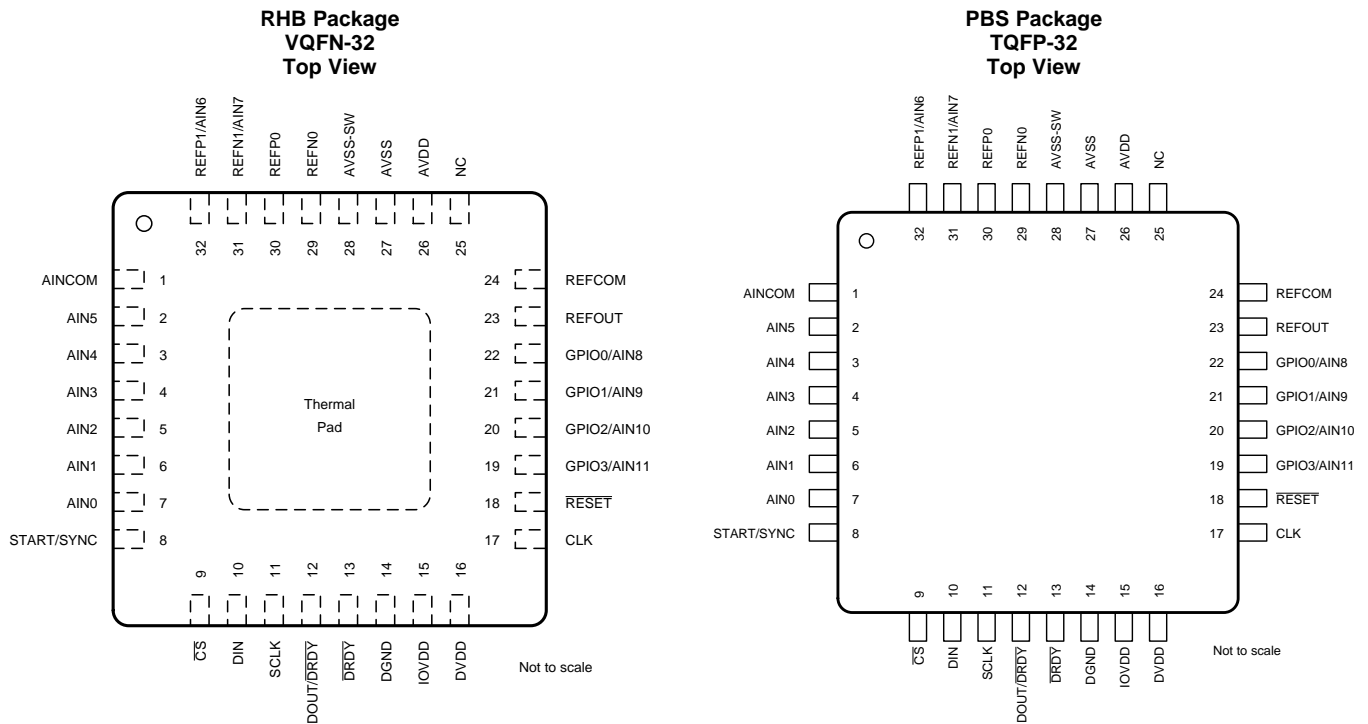 RHB Package
VQFN-32
Top View
REFP1/AIN6
REFN1/AIN7
REFP0
REFN0
AVSS-SW
AVSS
AVDD
NC
32 31 30 29 28 27 26 25
AINCOM 1 24 REFCOM
AIN5 2 23 REFOUT
AIN4 3 22 GPIO0/AIN8
AIN3 4 21 GPIO1/AIN9
Thermal
Pad
AIN2 5 20 GPIO2/AIN10
AIN1 6 19 GPIO3/AIN11
AIN0 7 18 R̅E̅S̅E̅T̅
START/SYNC 8 17 CLK
9 10 11 12 13 14 15 16
C̅S̅
DIN
SCLK
DOUT/D̅R̅D̅Y̅
D̅R̅D̅Y̅
DGND
IOVDD
DVDD
Not to scale
PBS Package
TQFP-32
Top View
REFP1/AIN6
REFN1/AIN7
REFP0
REFN0
AVSS-SW
AVSS
AVDD
NC
32 31 30 29 28 27 26 25
AINCOM 1 24 REFCOM
AIN5 2 23 REFOUT
AIN4 3 22 GPIO0/AIN8
AIN3 4 21 GPIO1/AIN9
AIN2 5 20 GPIO2/AIN10
AIN1 6 19 GPIO3/AIN11
AIN0 7 18 R̅E̅S̅E̅T̅
START/SYNC 8 17 CLK
9 10 11 12 13 14 15 16
C̅S̅
DIN
SCLK
DOUT/D̅R̅D̅Y̅
D̅R̅D̅Y̅
DGND
IOVDD
DVDD
Not to scale